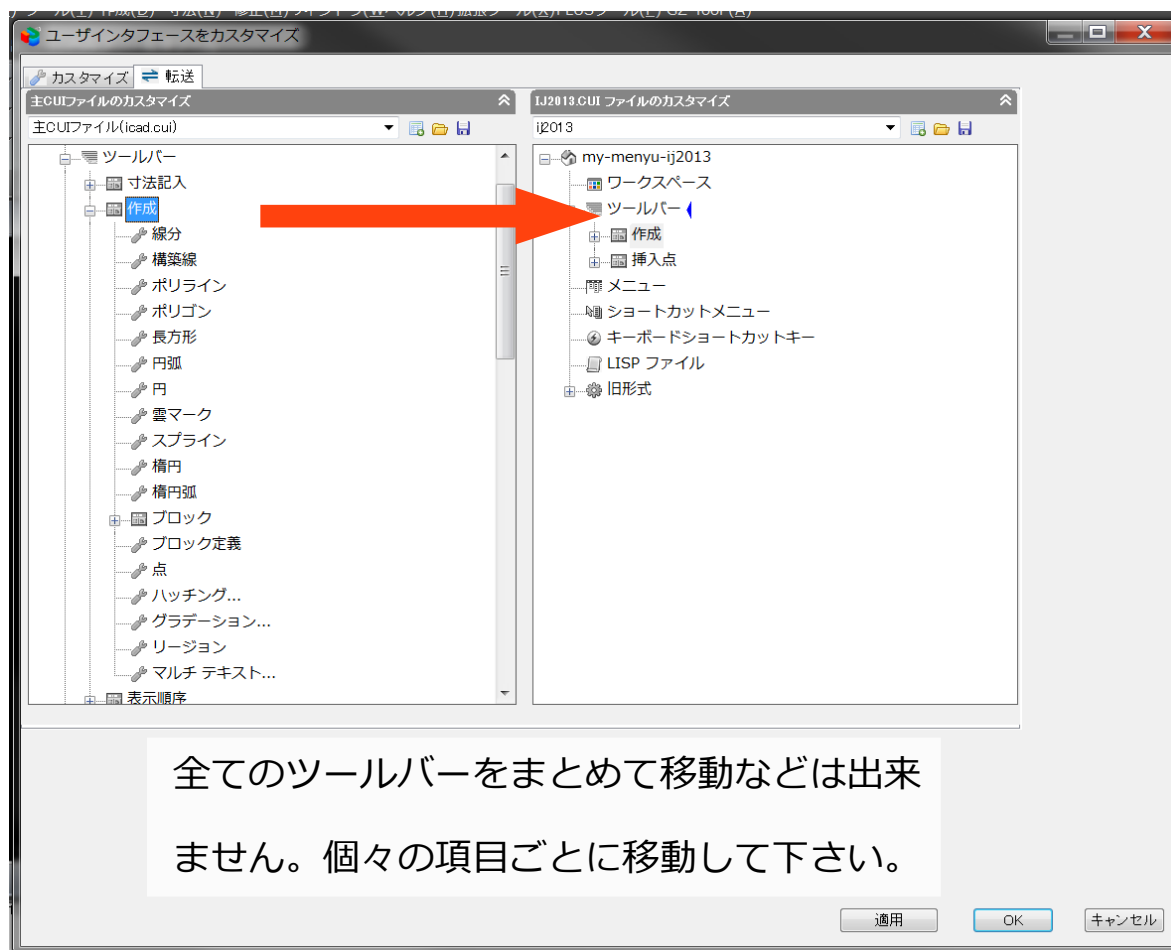 ユーザインタフェースをカスタマイズ
カスタマイズ 転送
主CUIファイルのカスタマイズ
主CUIファイル(icad.cui)
ツールバー
寸法記入
作成
線分
構築線
ポリライン
ポリゴン
長方形
円弧
円
雲マーク
スプライン
楕円
楕円弧
ブロック
ブロック定義
点
ハッチング...
グラデーション...
リージョン
マルチ テキスト...
表示順序
IJ2013.CUI ファイルのカスタマイズ
ij2013
my-menyu-ij2013
ワークスペース
ツールバー
作成
挿入点
メニュー
ショートカットメニュー
キーボードショートカットキー
LISP ファイル
旧形式
全てのツールバーをまとめて移動などは出来
ません。個々の項目ごとに移動して下さい。
適用 OK キャンセル